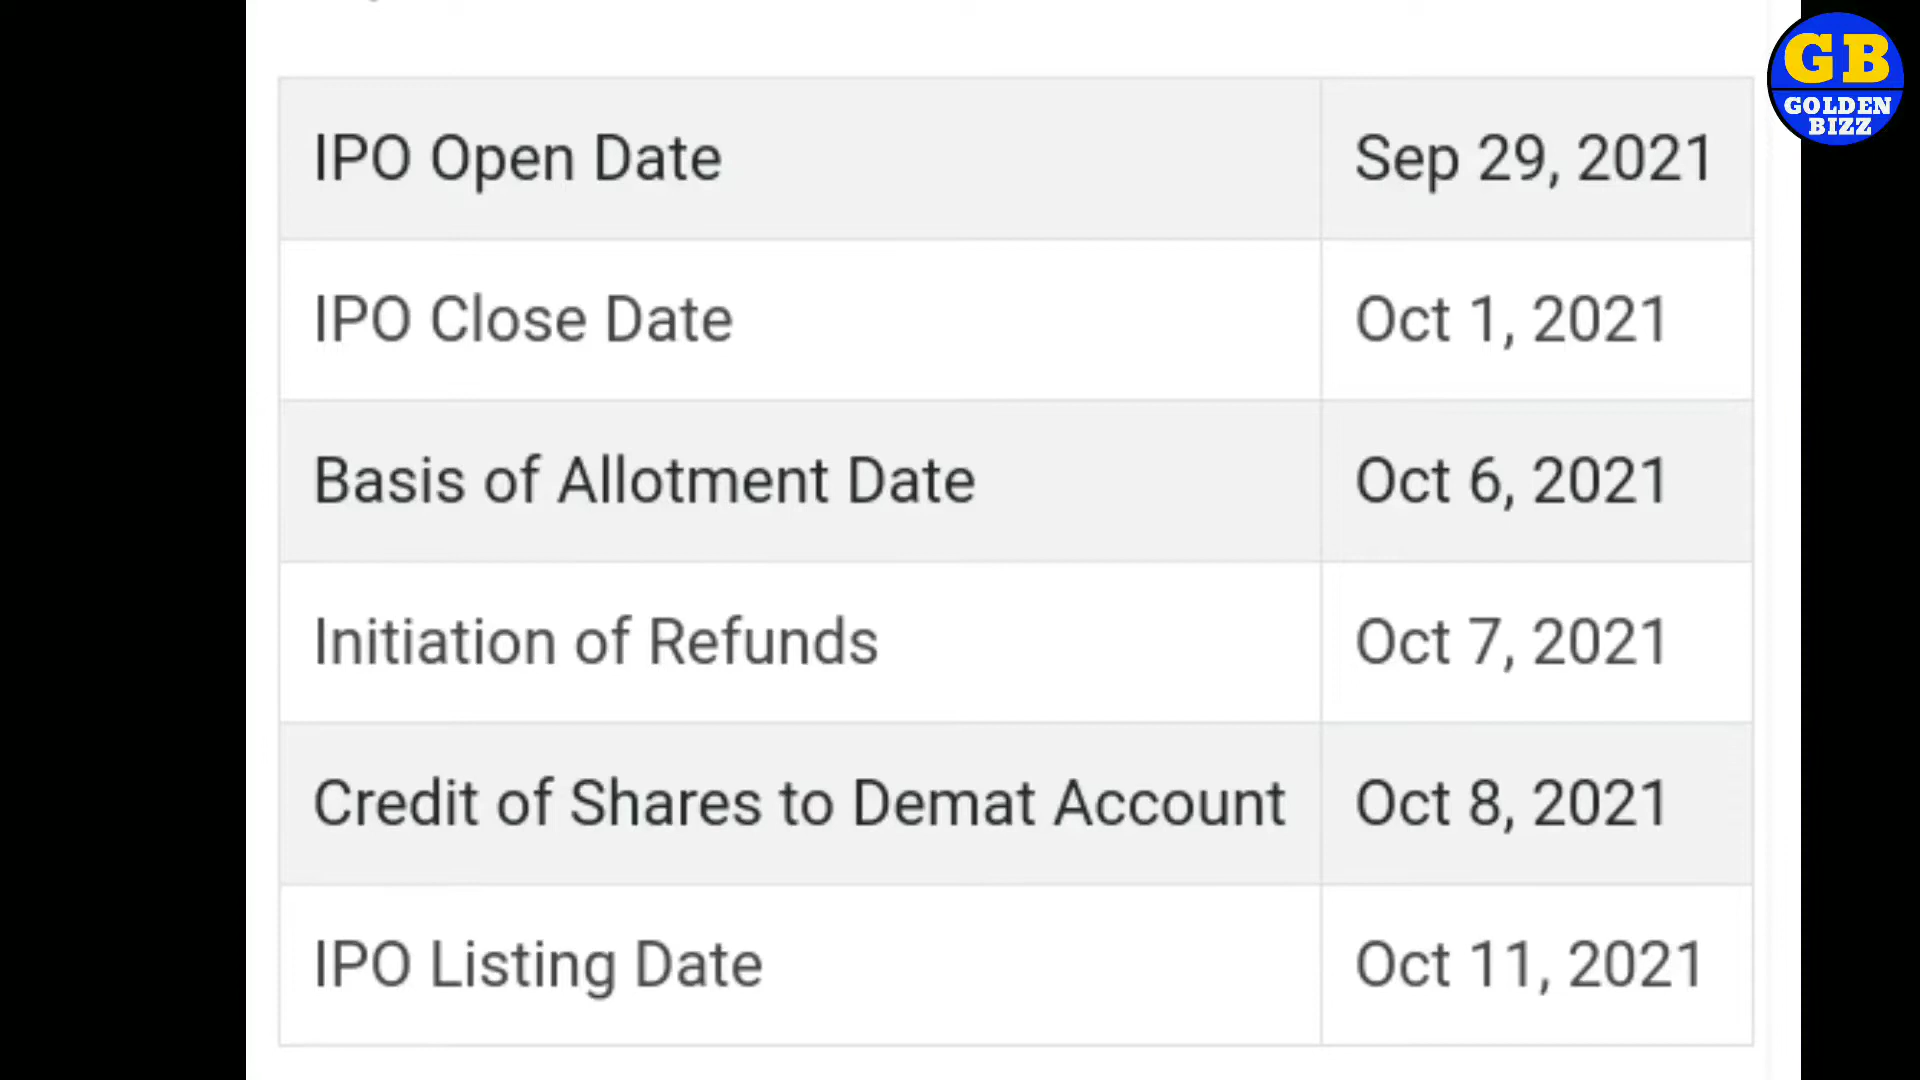 GB
GOLDEN
BIZZ
IPO Open Date Sep 29, 2021
IPO Close Date Oct 1, 2021
Basis of Allotment Date Oct 6, 2021
Initiation of Refunds Oct 7, 2021
Credit of Shares to Demat Account Oct 8, 2021
IPO Listing Date Oct 11, 2021